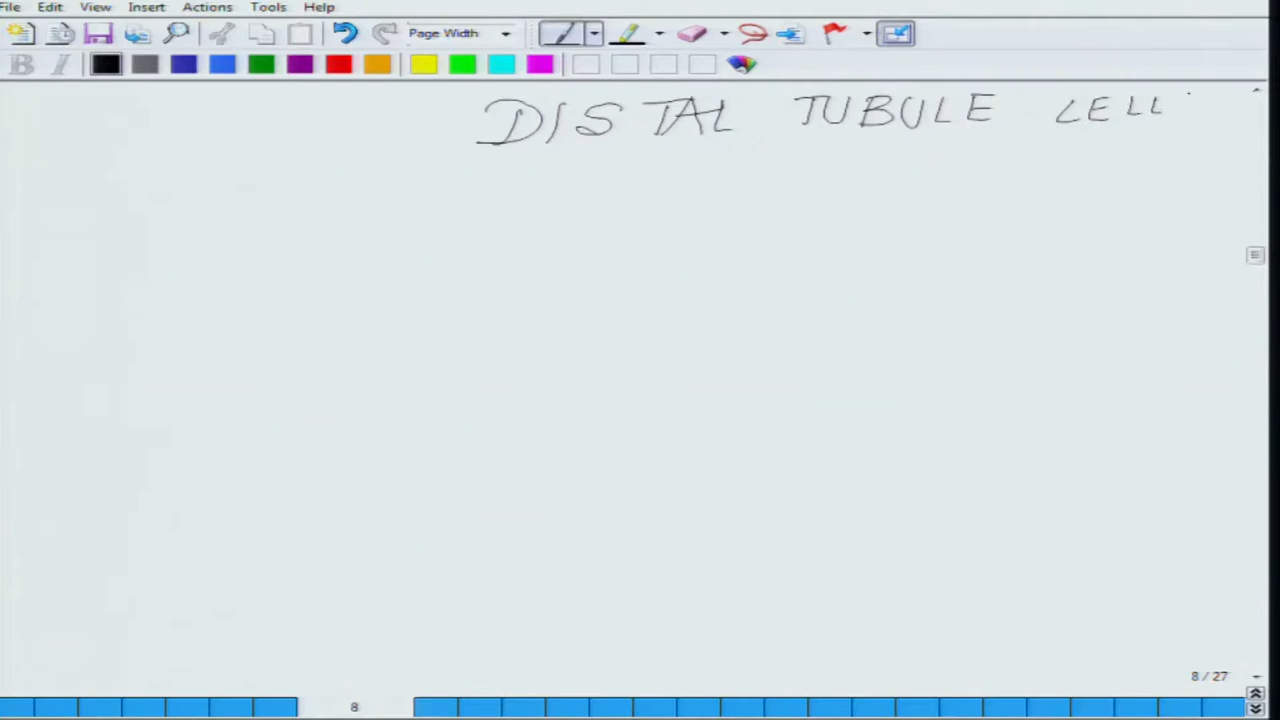 File Edit View Insert Actions Tools Help
Page Width
B I
DISTAL TUBULE CELL
8 / 27
8